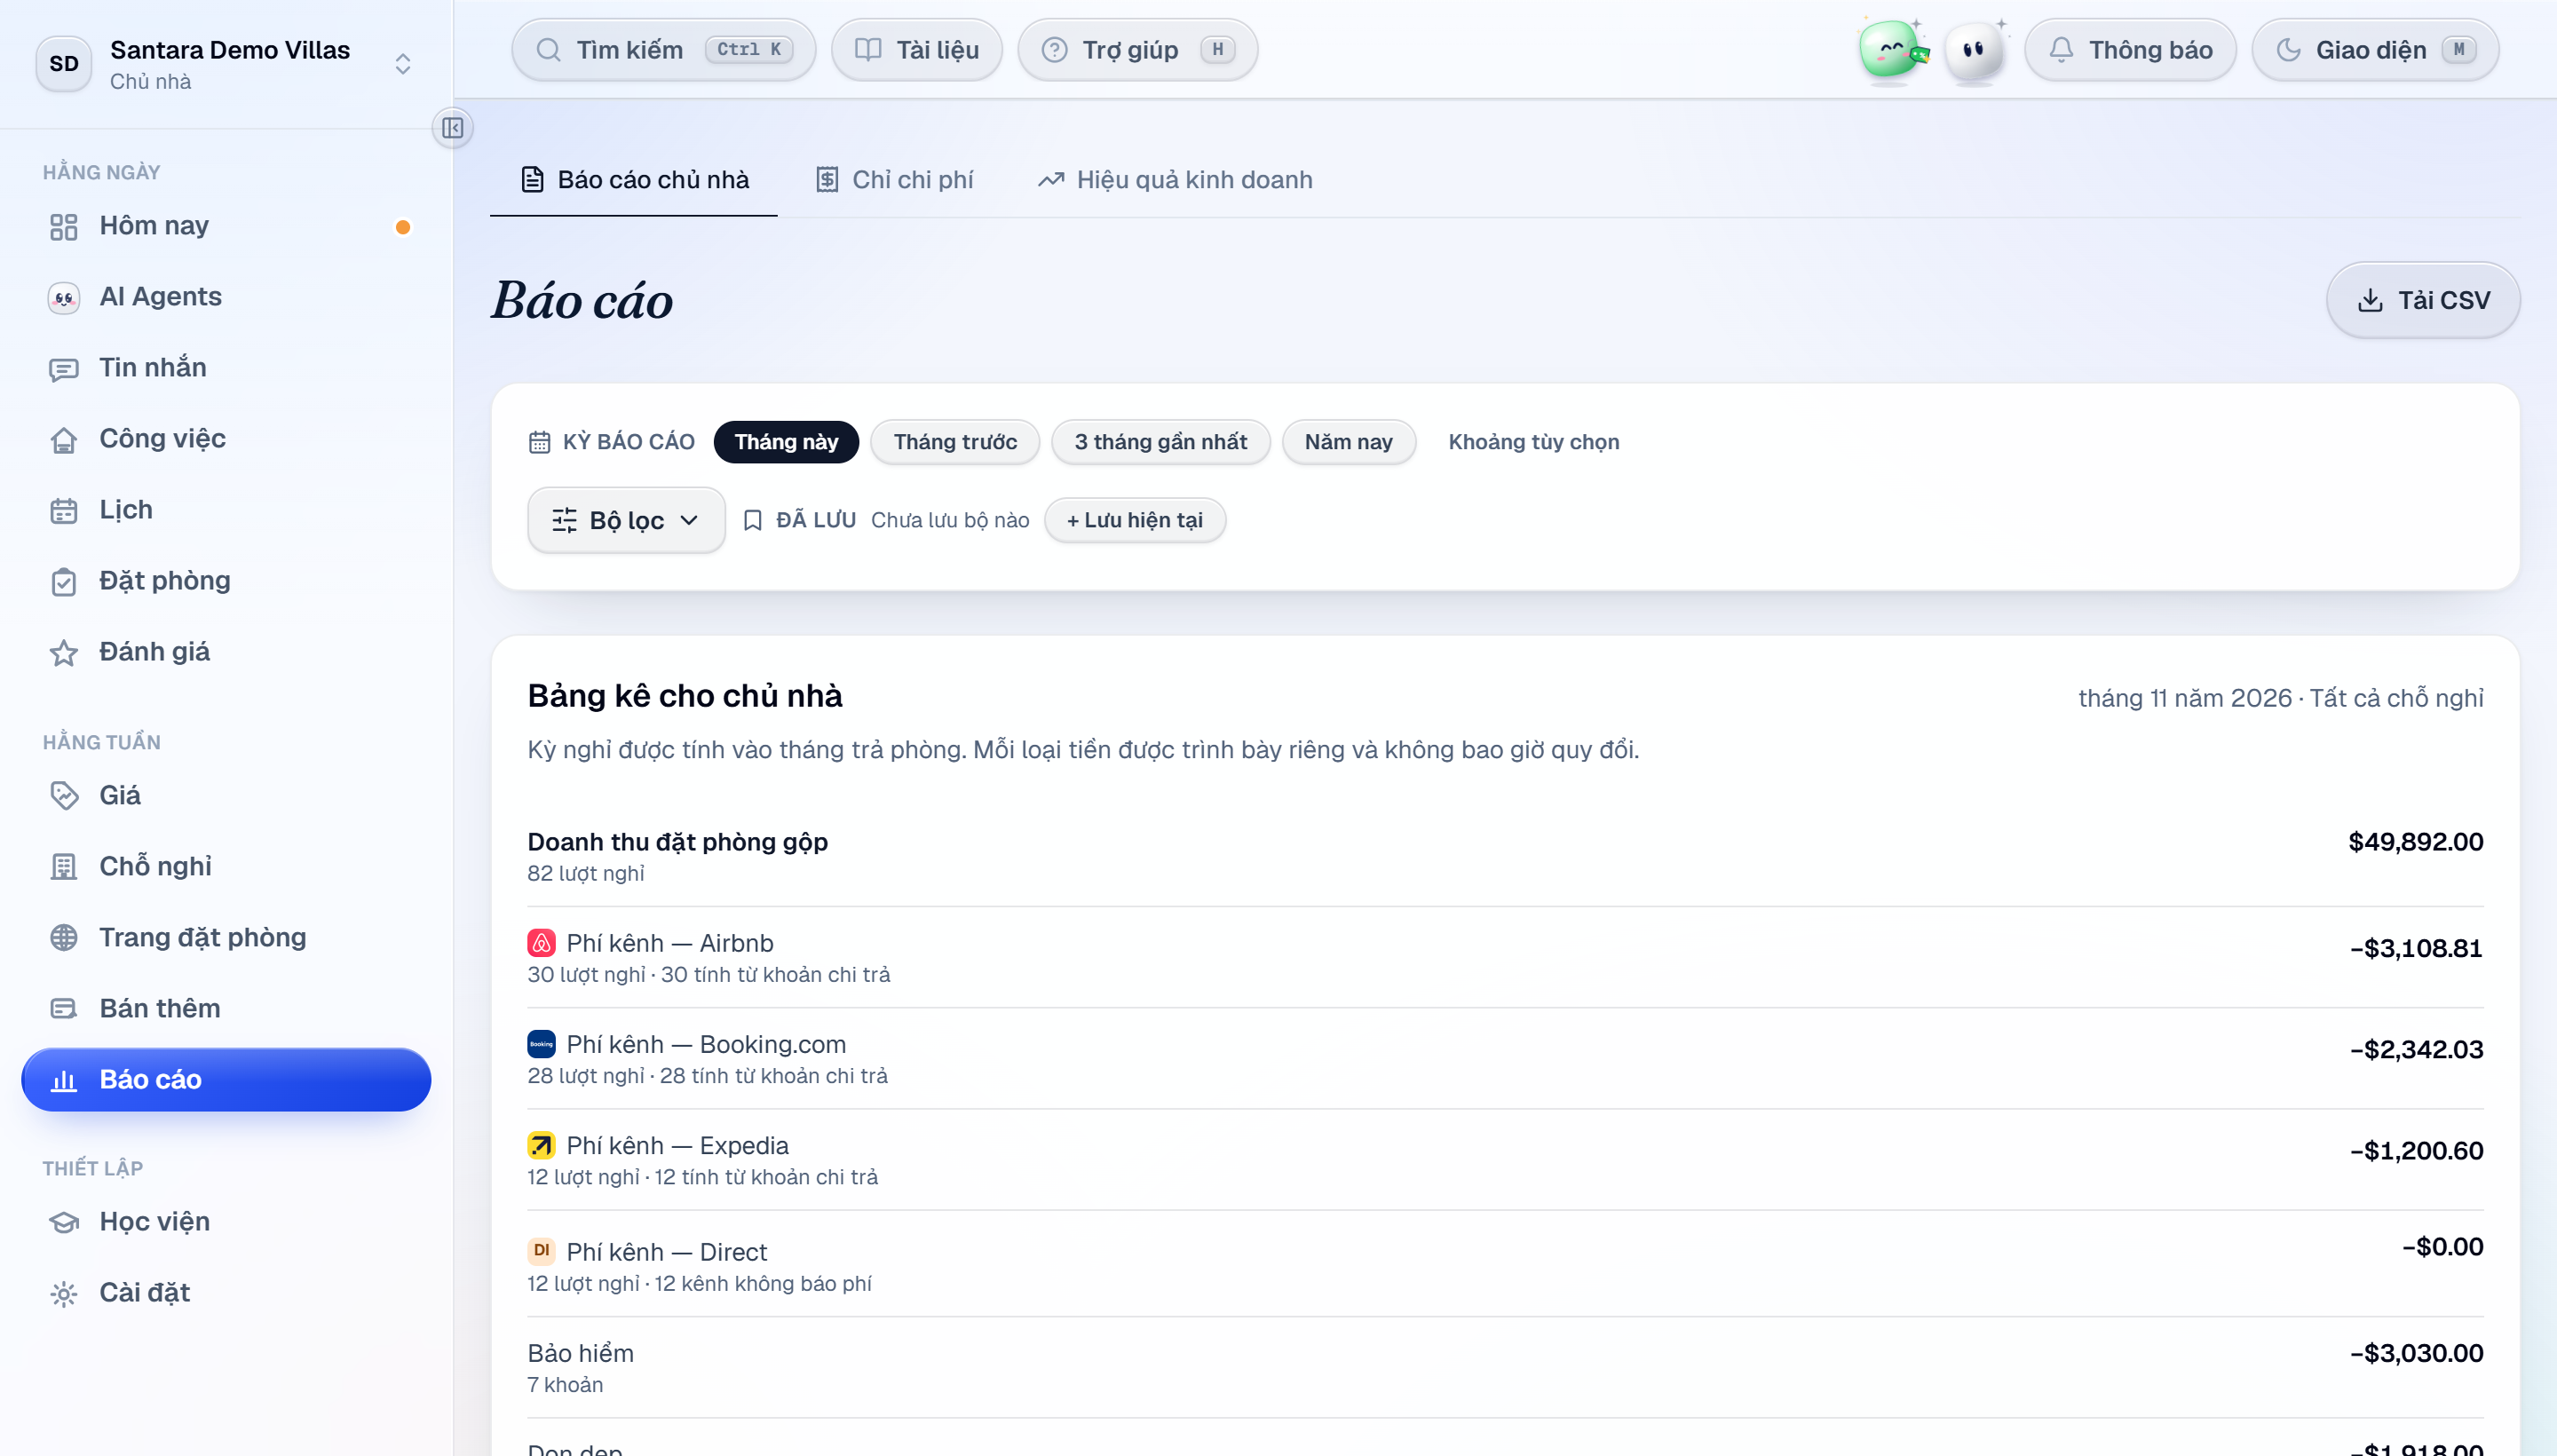 SD
Santara Demo Villas
Chủ nhà
Tìm kiếm Ctrl K
Tài liệu
Trợ giúp H
Thông báo
Giao diện M
HẰNG NGÀY
Hôm nay
AI Agents
Tin nhắn
Công việc
Lịch
Đặt phòng
Đánh giá
HẰNG TUẦN
Giá
Chỗ nghỉ
Trang đặt phòng
Bán thêm
Báo cáo
THIẾT LẬP
Học viện
Cài đặt
Báo cáo chủ nhà
Chỉ chi phí
Hiệu quả kinh doanh
Báo cáo
Tải CSV
KỲ BÁO CÁO Tháng này Tháng trước 3 tháng gần nhất Năm nay Khoảng tùy chọn
Bộ lọc ĐÃ LƯU Chưa lưu bộ nào + Lưu hiện tại
Bảng kê cho chủ nhà
tháng 11 năm 2026 · Tất cả chỗ nghỉ
Kỳ nghỉ được tính vào tháng trả phòng. Mỗi loại tiền được trình bày riêng và không bao giờ quy đổi.
Doanh thu đặt phòng gộp $49,892.00
82 lượt nghỉ
Phí kênh — Airbnb −$3,108.81
30 lượt nghỉ · 30 tính từ khoản chi trả
Booking Phí kênh — Booking.com −$2,342.03
28 lượt nghỉ · 28 tính từ khoản chi trả
Phí kênh — Expedia −$1,200.60
12 lượt nghỉ · 12 tính từ khoản chi trả
DI Phí kênh — Direct −$0.00
12 lượt nghỉ · 12 kênh không báo phí
Bảo hiểm −$3,030.00
7 khoản
Dọn dẹp −$1,918.00